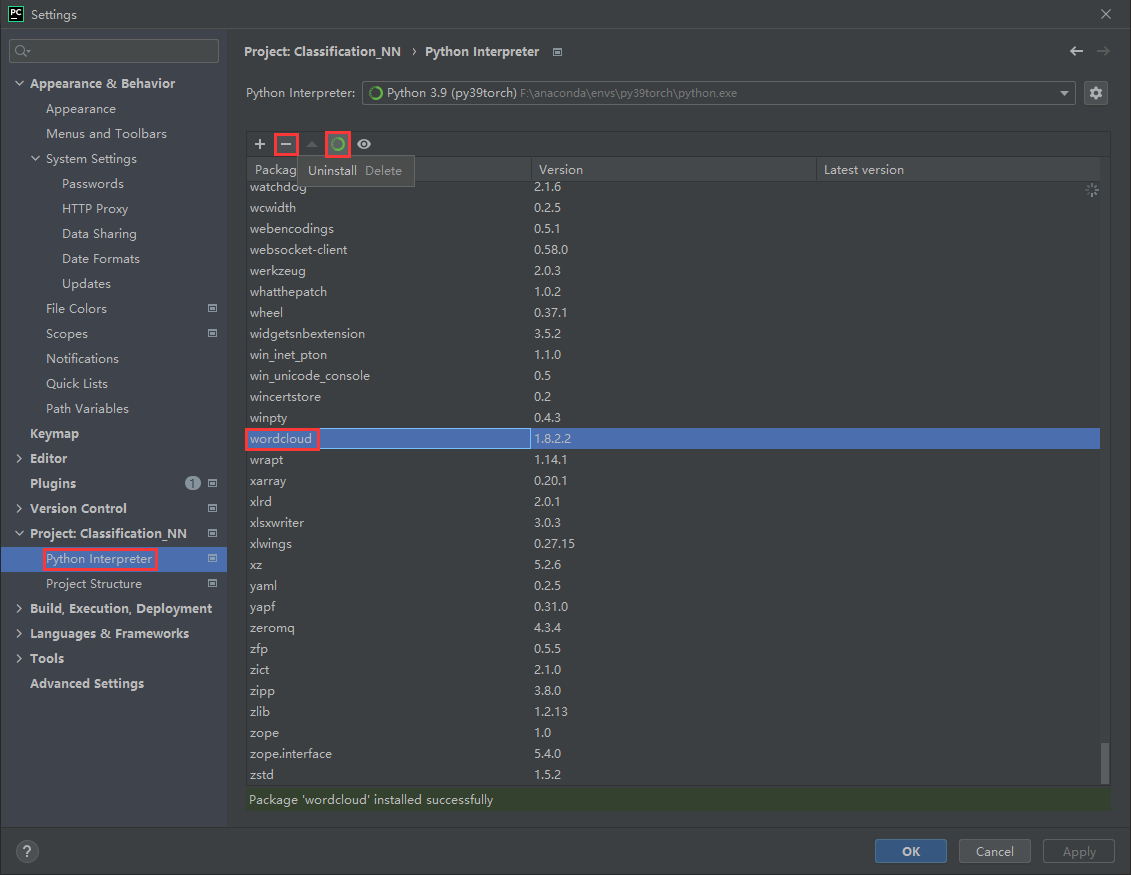 PC Settings
Project: Classification_NN › Python Interpreter
Appearance & Behavior
Appearance
Menus and Toolbars
System Settings
Passwords
HTTP Proxy
Data Sharing
Date Formats
Updates
File Colors
Scopes
Notifications
Quick Lists
Path Variables
Keymap
Editor
Plugins 1
Version Control
Project: Classification_NN
Python Interpreter
Project Structure
Build, Execution, Deployment
Languages & Frameworks
Tools
Advanced Settings
Python Interpreter: Python 3.9 (py39torch) F:\anaconda\envs\py39torch\python.exe
Uninstall Delete
Packag Version Latest version
watchdog 2.1.6
wcwidth 0.2.5
webencodings 0.5.1
websocket-client 0.58.0
werkzeug 2.0.3
whatthepatch 1.0.2
wheel 0.37.1
widgetsnbextension 3.5.2
win_inet_pton 1.1.0
win_unicode_console 0.5
wincertstore 0.2
winpty 0.4.3
wordcloud 1.8.2.2
wrapt 1.14.1
xarray 0.20.1
xlrd 2.0.1
xlsxwriter 3.0.3
xlwings 0.27.15
xz 5.2.6
yaml 0.2.5
yapf 0.31.0
zeromq 4.3.4
zfp 0.5.5
zict 2.1.0
zipp 3.8.0
zlib 1.2.13
zope 1.0
zope.interface 5.4.0
zstd 1.5.2
Package 'wordcloud' installed successfully
? OK Cancel Apply